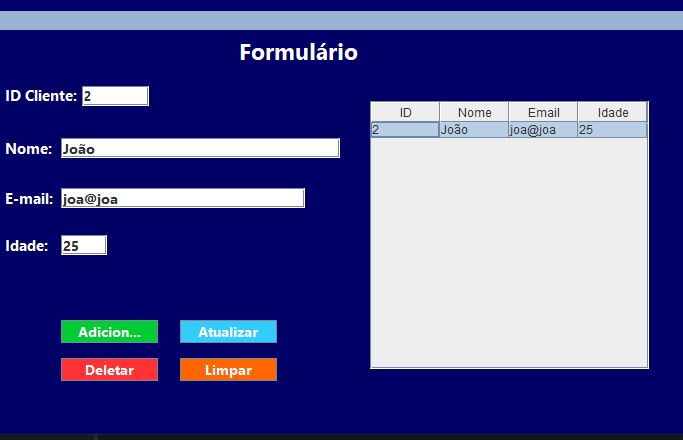 Formulário
ID Cliente: 2
Nome: João
E-mail: joa@joa
Idade: 25
Adicion... Atualizar
Deletar Limpar
ID Nome Email Idade
2 João joa@joa 25